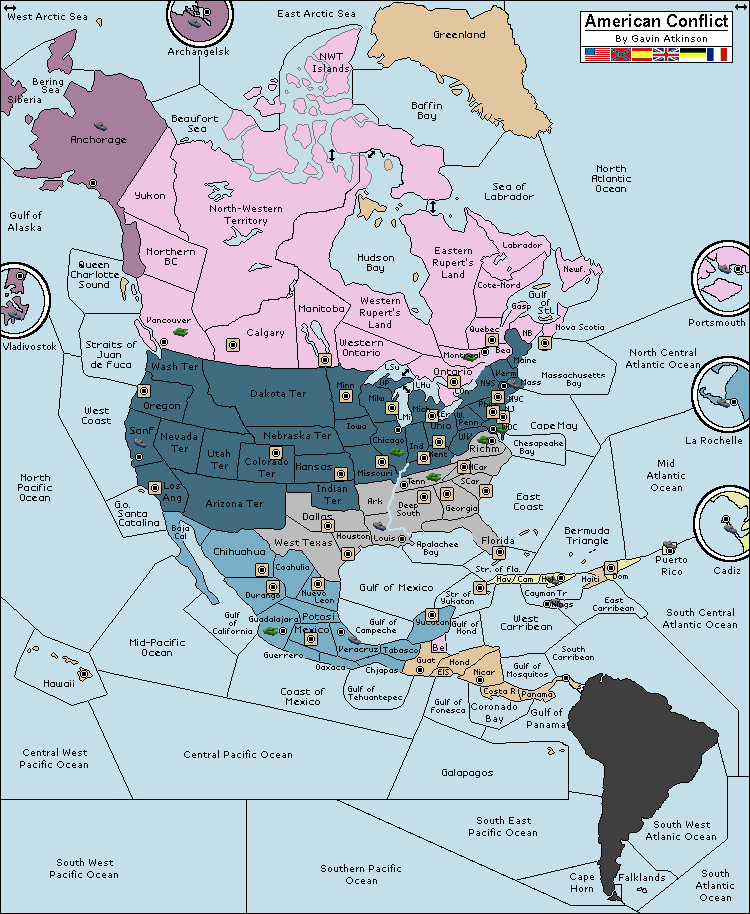 West Arctic Sea
East Arctic Sea
American Conflict
By Gavin Atkinson
Archangelsk
Greenland
NWT
Islands
Bering
Sea
Siberia
Beaufort
Sea
Baffin
Bay
Anchorage
North
Atlantic
Ocean
Sea of
Labrador
Yukon
North-Western
Territory
Gulf of
Alaska
Northern
BC
Hudson
Bay
Eastern
Rupert's
Land
Labrador
Newf.
Queen
Charlotte
Sound
Cote-Nord
Gulf
of
StL
Gasp
Manitoba
Western
Rupert's
Land
Vancouver
Calgary
Nova Scotia
Portsmouth
Vladivostok
Straits of
Juan
de Fuca
Western
Ontario
Quebec
NB
Bea
Montreal
Maine
Ontario
North Central
Atlantic Ocean
Massachusetts
Bay
Wash Ter
LSu
LHu
Verm
Mass
Dakota Ter
Minn
UP
Milw
LMi
Mich
NYS
NYC
NJ
West
Coast
Oregon
W.
Penn
Phil
La Rochelle
SanF
Nevada
Ter
Utah
Ter
Nebraska Ter
Iowa
Chicago
Ind
Ohio
WV
WDC
Cape May
Chesapeake
Bay
Colorado
Ter
Kansas
Missouri
Kent
Richm
North
Pacific
Ocean
Los
Ang
Arizona Ter
Indian
Ter
Ark
Tenn
NCar
SCar
Mid
Atlantic
Ocean
G.o.
Santa
Catalina
Deep
South
Georgia
East
Coast
Dallas
Baja
Cal
West Texas
Houston
Louis
Apalachee
Bay
Florida
Bermuda
Triangle
Chihuahua
Coahuila
Cadiz
Puerto
Rico
Gulf of Mexico
Str. of Fla.
Hav/Cam
Haiti
Dom
Durango
Nuevo
Leon
Str of
Yukatan
Cayman Tr
Kings
East
Carribean
South Central
Atlantic Ocean
Gulf
of
California
Guadalajara
Potosi
Mexico
Gulf of
Campeche
Yucatan
Gulf of
Hond
West
Carribean
Mid-Pacific
Ocean
Guerrero
Veracruz
Tabasco
Bel
Oaxaca
Chjapas
Guat
Hond
ElS
Nicar
Gulf of
Mosquitos
South
Carribean
Hawaii
Coast of
Mexico
Gulf of
Tehuantepec
Gulf of
Fonesca
Costa R
Panama
Coronado
Bay
Gulf of
Panama
Central West
Pacific Ocean
Central Pacific Ocean
Galapagos
South East
Pacific Ocean
South West
Atlanic Ocean
South West
Pacific Ocean
Southern Pacific
Ocean
Cape
Horn
Falklands
South
Atlantic
Ocean